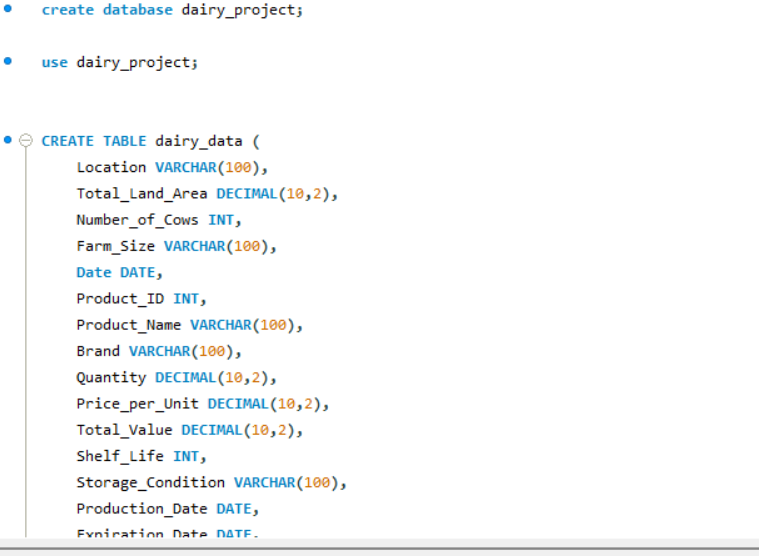 create database dairy_project;
use dairy_project;
CREATE TABLE dairy_data (
Location VARCHAR(100),
Total_Land_Area DECIMAL(10,2),
Number_of_Cows INT,
Farm_Size VARCHAR(100),
Date DATE,
Product_ID INT,
Product_Name VARCHAR(100),
Brand VARCHAR(100),
Quantity DECIMAL(10,2),
Price_per_Unit DECIMAL(10,2),
Total_Value DECIMAL(10,2),
Shelf_Life INT,
Storage_Condition VARCHAR(100),
Production_Date DATE,
Expiration_Date DATE,